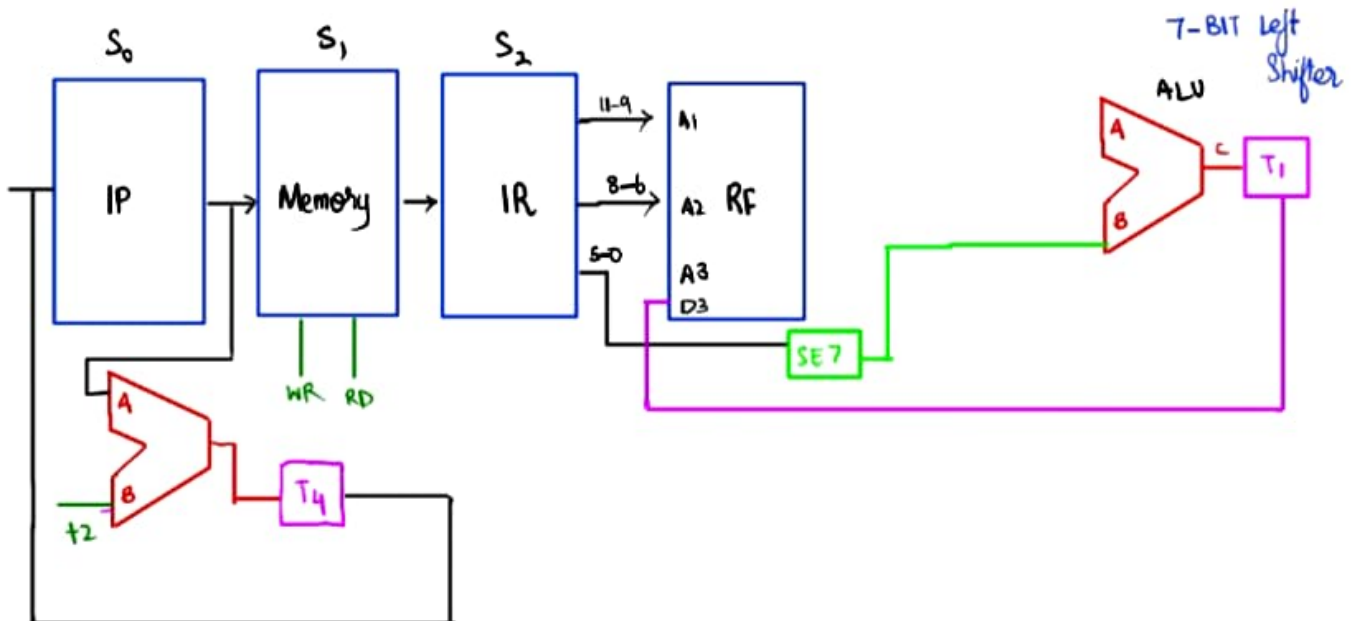 S₀
S₁
S₂
7-BIT Left
Shifter
ALU
IP
Memory
IR
RF
11-9
8-6
5-0
A1
A2
A3
D3
A
B
C
T₁
SE7
WR
RD
A
B
+2
T4